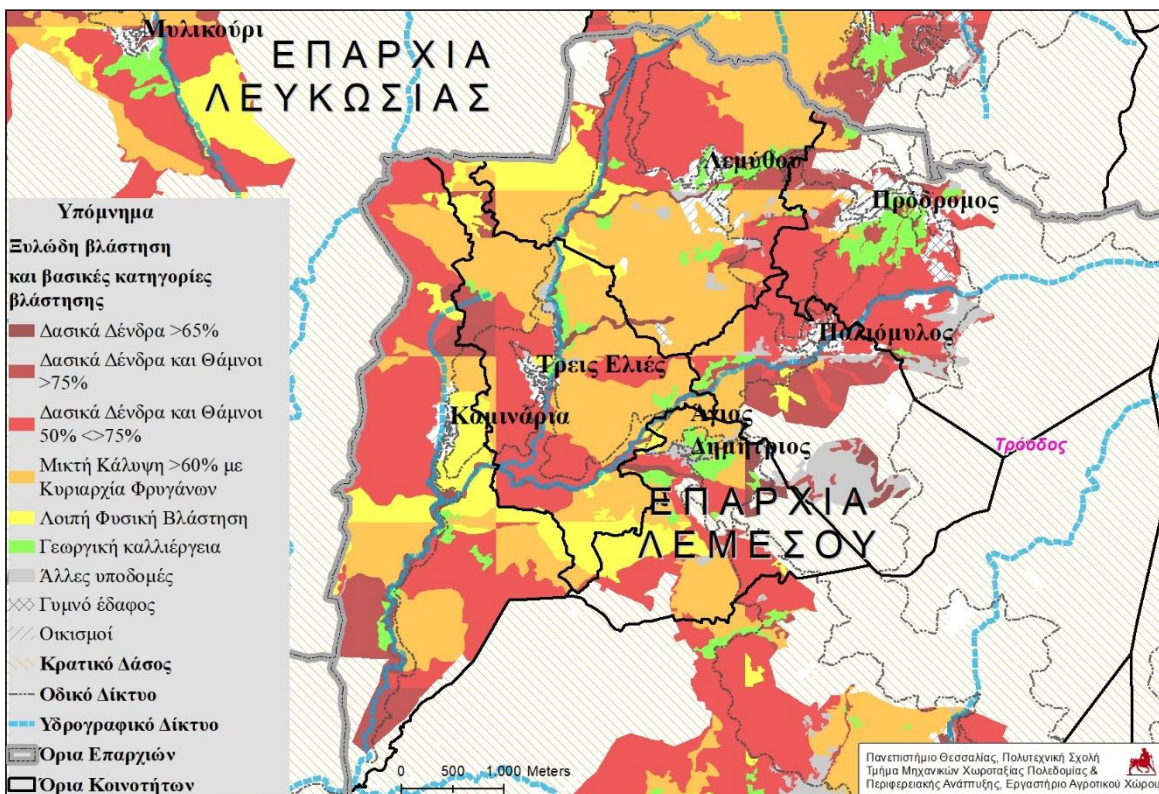 Μυλικούρι
ΕΠΑΡΧΙΑ
ΛΕΥΚΩΣΙΑΣ
Λεμύθου
Πρόδρομος
Παλιόμυλος
Τρεις Ελιές
Καμινάρια
Άγιος
Δημήτριος
Τρόοδος
ΕΠΑΡΧΙΑ
ΛΕΜΕΣΟΥ
Υπόμνημα
Ξυλώδη βλάστηση
και βασικές κατηγορίες
βλάστησης
Δασικά Δένδρα >65%
Δασικά Δένδρα και Θάμνοι
>75%
Δασικά Δένδρα και Θάμνοι
50% <>75%
Μικτή Κάλυψη >60% με
Κυριαρχία Φρυγάνων
Λοιπή Φυσική Βλάστηση
Γεωργική καλλιέργεια
Άλλες υποδομές
Γυμνό έδαφος
Οικισμοί
Κρατικό Δάσος
Οδικό Δίκτυο
Υδρογραφικό Δίκτυο
Όρια Επαρχιών
Όρια Κοινοτήτων
0 500 1.000 Meters
Πανεπιστήμιο Θεσσαλίας, Πολυτεχνική Σχολή
Τμήμα Μηχανικών Χωροταξίας Πολεδομίας &
Περιφερειακής Ανάπτυξης, Εργαστήριο Αγροτικού Χώρου